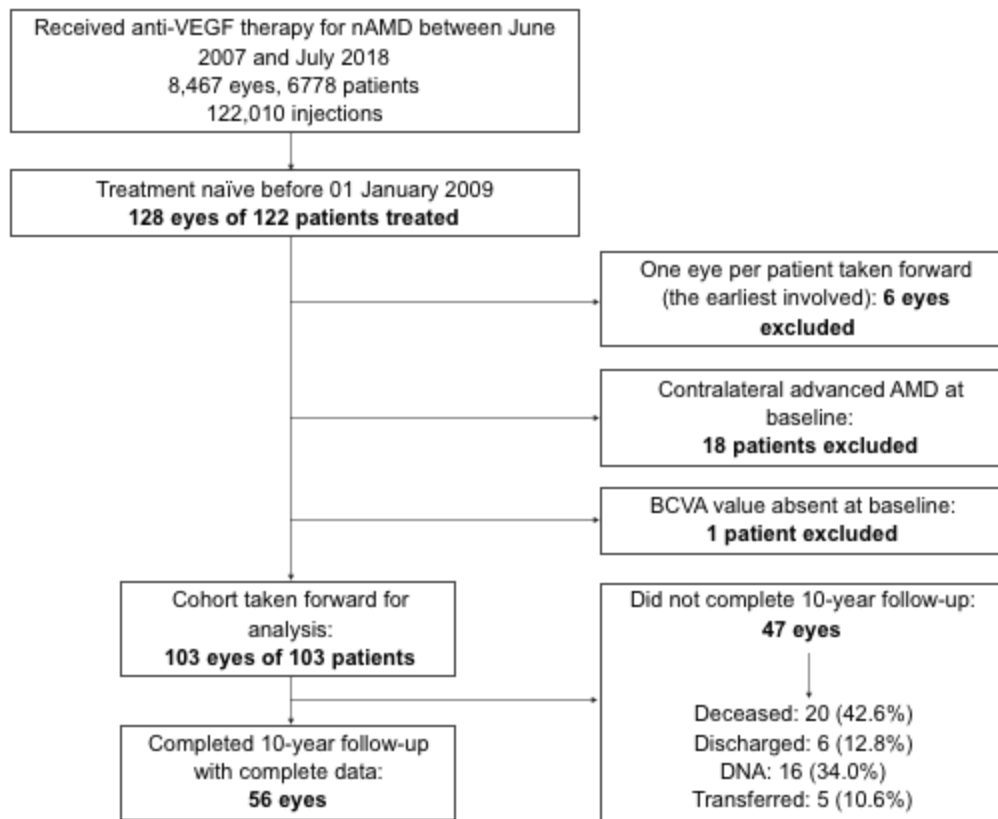 Received anti-VEGF therapy for nAMD between June
2007 and July 2018
8,467 eyes, 6778 patients
122,010 injections
Treatment naïve before 01 January 2009
128 eyes of 122 patients treated
One eye per patient taken forward
(the earliest involved): 6 eyes
excluded
Contralateral advanced AMD at
baseline:
18 patients excluded
BCVA value absent at baseline:
1 patient excluded
Cohort taken forward for
analysis:
103 eyes of 103 patients
Did not complete 10-year follow-up:
47 eyes
Deceased: 20 (42.6%)
Discharged: 6 (12.8%)
DNA: 16 (34.0%)
Transferred: 5 (10.6%)
Completed 10-year follow-up
with complete data:
56 eyes